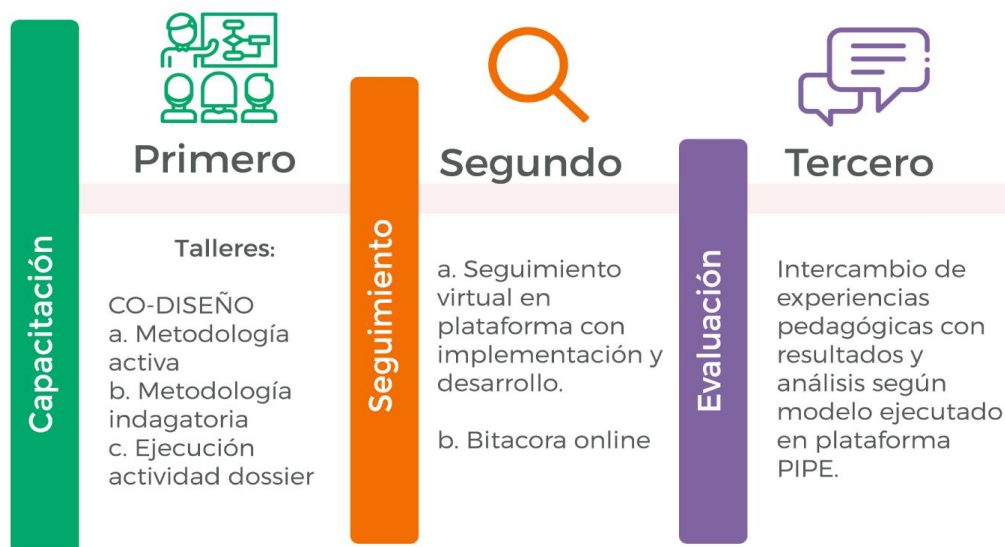 Capacitación
Primero
Talleres:
CO-DISEÑO
a. Metodología
activa
b. Metodología
indagatoria
c. Ejecución
actividad dossier
Seguimiento
Segundo
a. Seguimiento
virtual en
plataforma con
implementación y
desarrollo.
b. Bitacora online
Evaluación
Tercero
Intercambio de
experiencias
pedagógicas con
resultados y
análisis según
modelo ejecutado
en plataforma
PIPE.